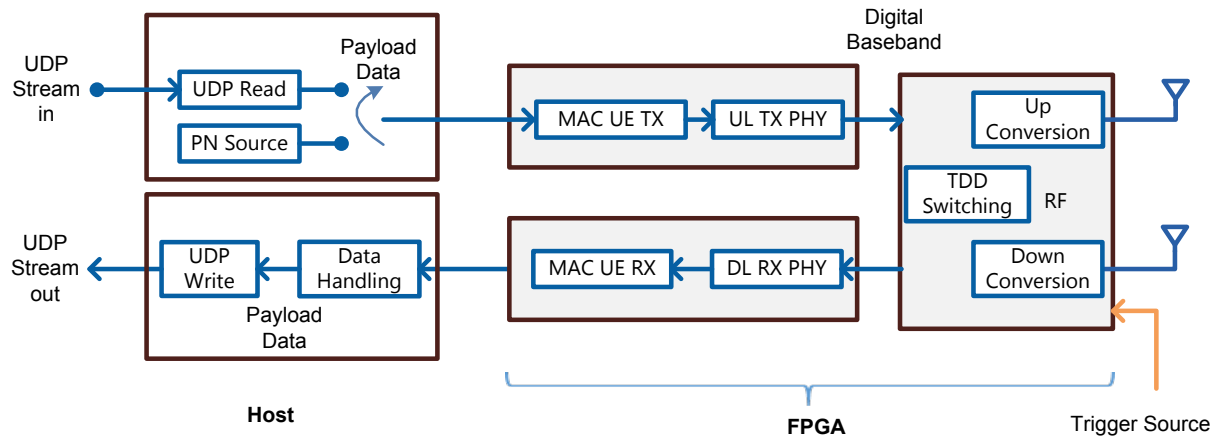 Digital
Baseband
UDP
Stream
in
UDP Read
Payload
Data
PN Source
MAC UE TX
UL TX PHY
Up
Conversion
TDD
Switching
RF
UDP
Stream
out
UDP
Write
Data
Handling
Payload
Data
MAC UE RX
DL RX PHY
Down
Conversion
Host
FPGA
Trigger Source